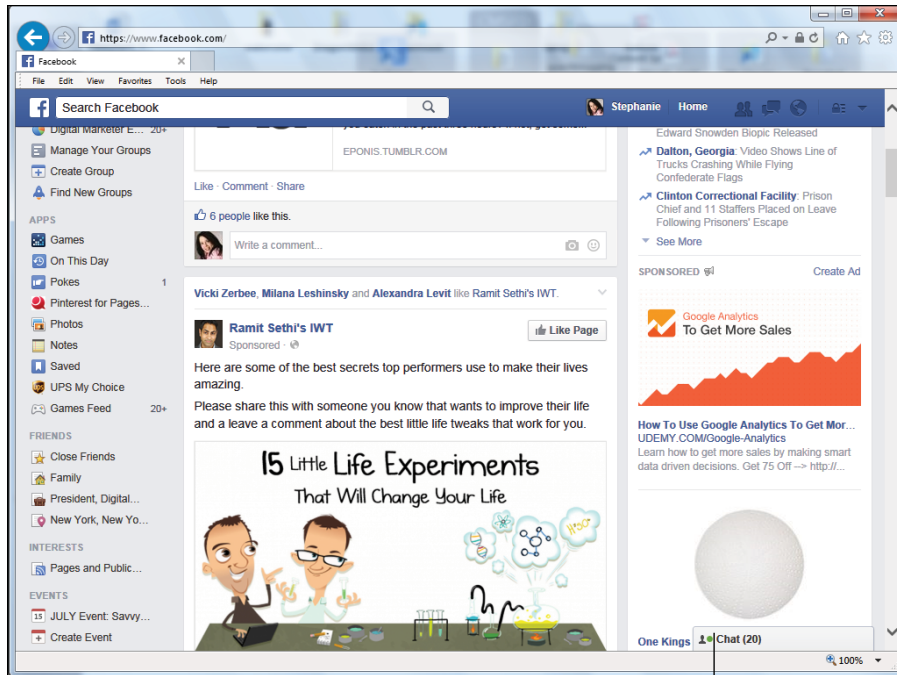 https://www.facebook.com/
Facebook
File Edit View Favorites Tools Help
Search Facebook
Stephanie Home
Digital Marketer E... 20+
Manage Your Groups
Create Group
Find New Groups
APPS
Games
On This Day
Pokes 1
Pinterest for Pages...
Photos
Notes
Saved
UPS My Choice
Games Feed 20+
FRIENDS
Close Friends
Family
President, Digital...
New York, New Yo...
INTERESTS
Pages and Public...
EVENTS
15 JULY Event: Savvy...
Create Event
EPONIS.TUMBLR.COM
Like · Comment · Share
6 people like this.
Write a comment...
Vicki Zerbee, Milana Leshinsky and Alexandra Levit like Ramit Sethi's IWT.
Ramit Sethi's IWT
Like Page
Sponsored ·
Here are some of the best secrets top performers use to make their lives
amazing.
Please share this with someone you know that wants to improve their life
and a leave a comment about the best little life tweaks that work for you.
15 Little Life Experiments
That Will Change Your Life
Edward Snowden Biopic Released
Dalton, Georgia: Video Shows Line of
Trucks Crashing While Flying
Confederate Flags
Clinton Correctional Facility: Prison
Chief and 11 Staffers Placed on Leave
Following Prisoners' Escape
See More
SPONSORED Create Ad
Google Analytics
To Get More Sales
How To Use Google Analytics To Get Mor...
UDEMY.COM/Google-Analytics
Learn how to get more sales by making smart
data driven decisions. Get 75 Off --> http://...
One Kings
Chat (20)
100%